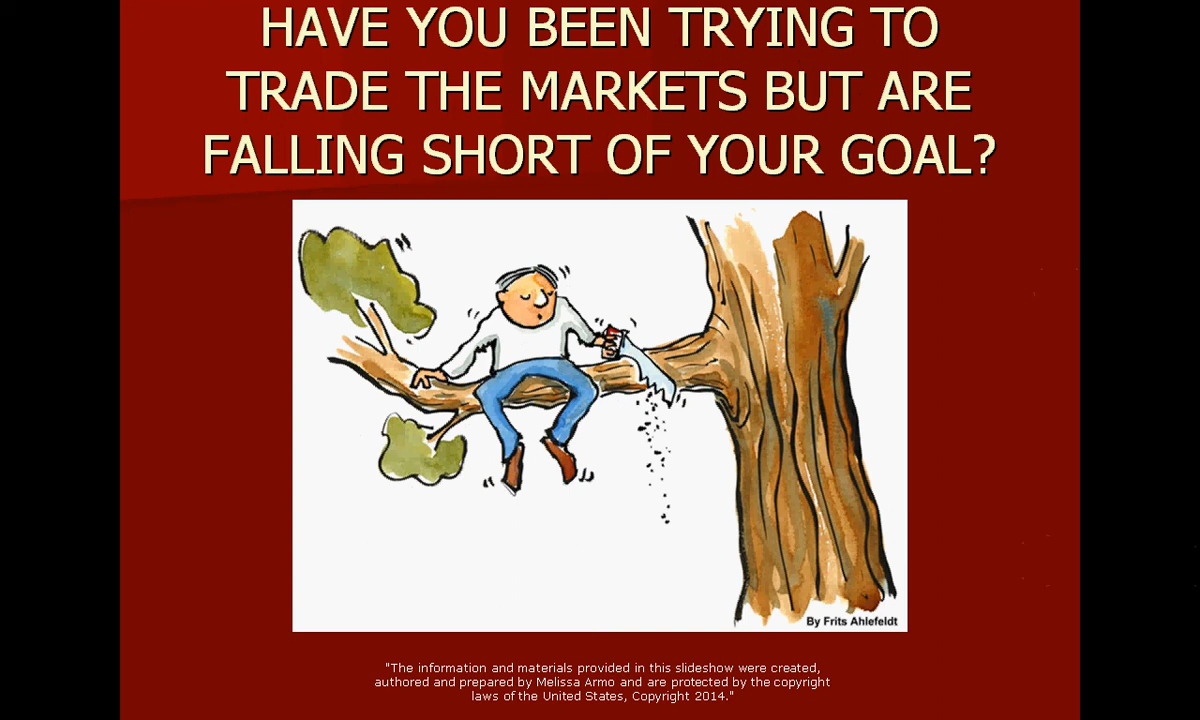 HAVE YOU BEEN TRYING TO
TRADE THE MARKETS BUT ARE
FALLING SHORT OF YOUR GOAL?
By Frits Ahlefeldt
"The information and materials provided in this slideshow were created,
authored and prepared by Melissa Armo and are protected by the copyright
laws of the United States, Copyright 2014."